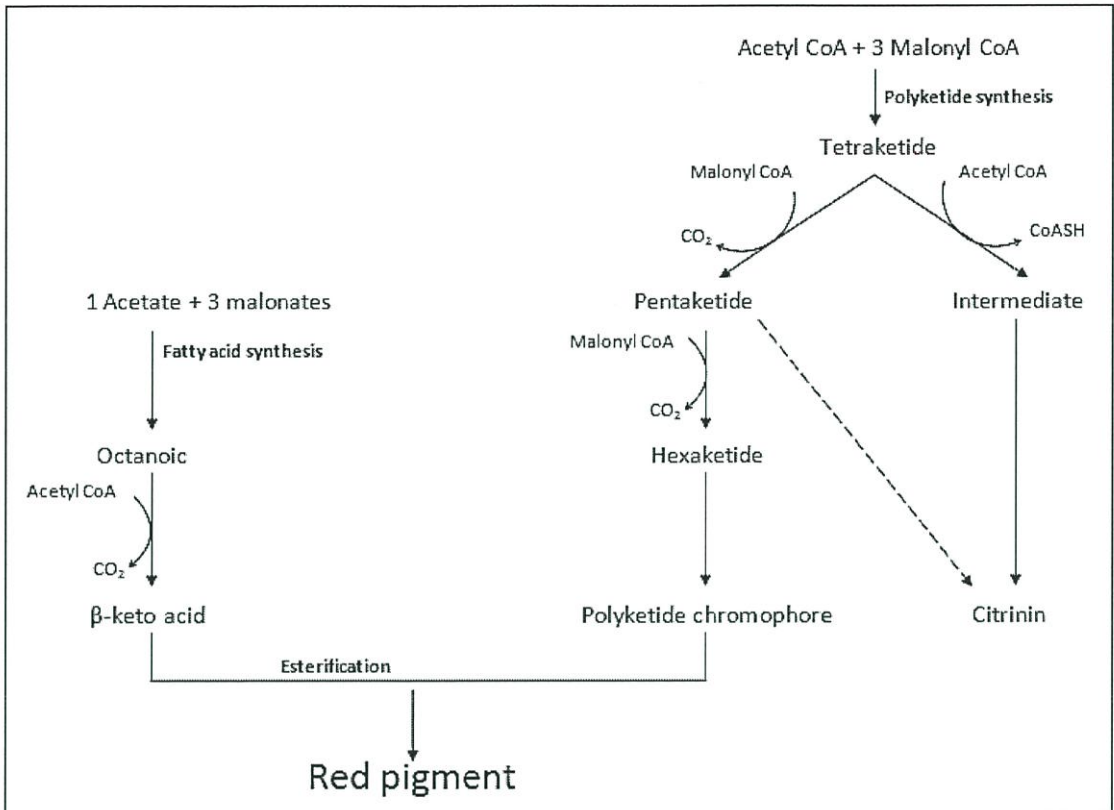 Acetyl CoA + 3 Malonyl CoA
Polyketide synthesis
Tetraketide
Malonyl CoA
Acetyl CoA
CO₂
CoASH
1 Acetate + 3 malonates
Pentaketide
Intermediate
Fatty acid synthesis
Malonyl CoA
CO₂
Octanoic
Hexaketide
Acetyl CoA
CO₂
β-keto acid
Polyketide chromophore
Citrinin
Esterification
Red pigment